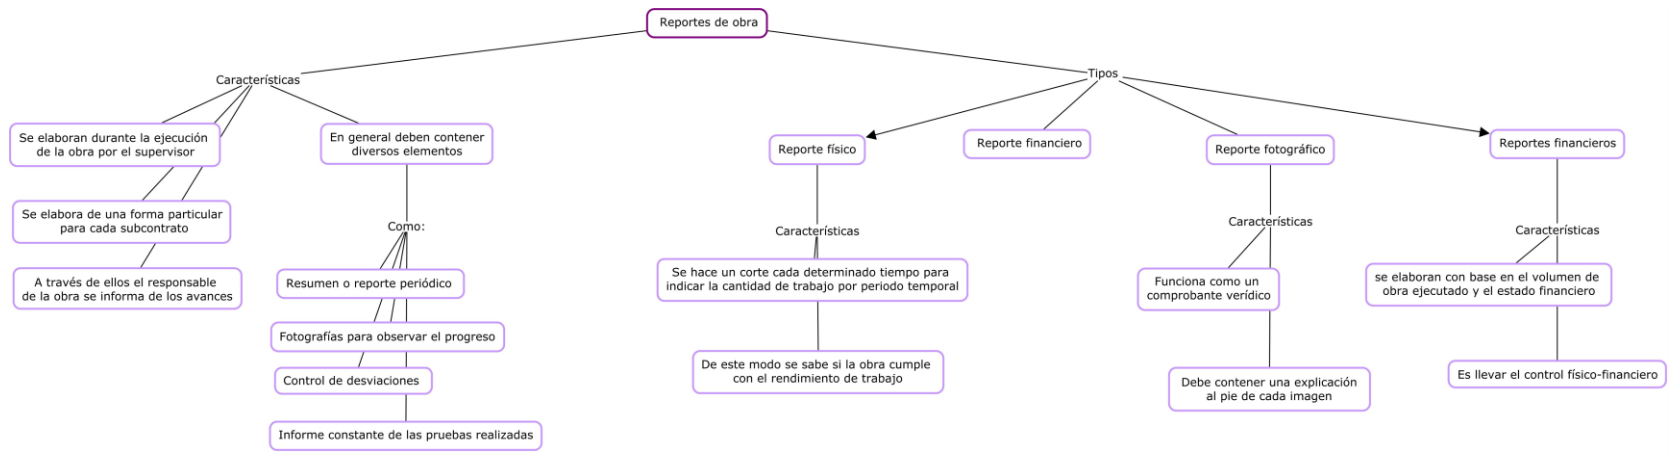 Reportes de obra
Características
Tipos
Se elaboran durante la ejecución
de la obra por el supervisor
En general deben contener
diversos elementos
Reporte físico
Reporte financiero
Reporte fotográfico
Reportes financieros
Se elabora de una forma particular
para cada subcontrato
Como:
Características
Características
Características
A través de ellos el responsable
de la obra se informa de los avances
Resumen o reporte periódico
Se hace un corte cada determinado tiempo para
indicar la cantidad de trabajo por periodo temporal
Funciona como un
comprobante verídico
se elaboran con base en el volumen de
obra ejecutado y el estado financiero
Fotografías para observar el progreso
Control de desviaciones
De este modo se sabe si la obra cumple
con el rendimiento de trabajo
Debe contener una explicación
al pie de cada imagen
Es llevar el control físico-financiero
Informe constante de las pruebas realizadas